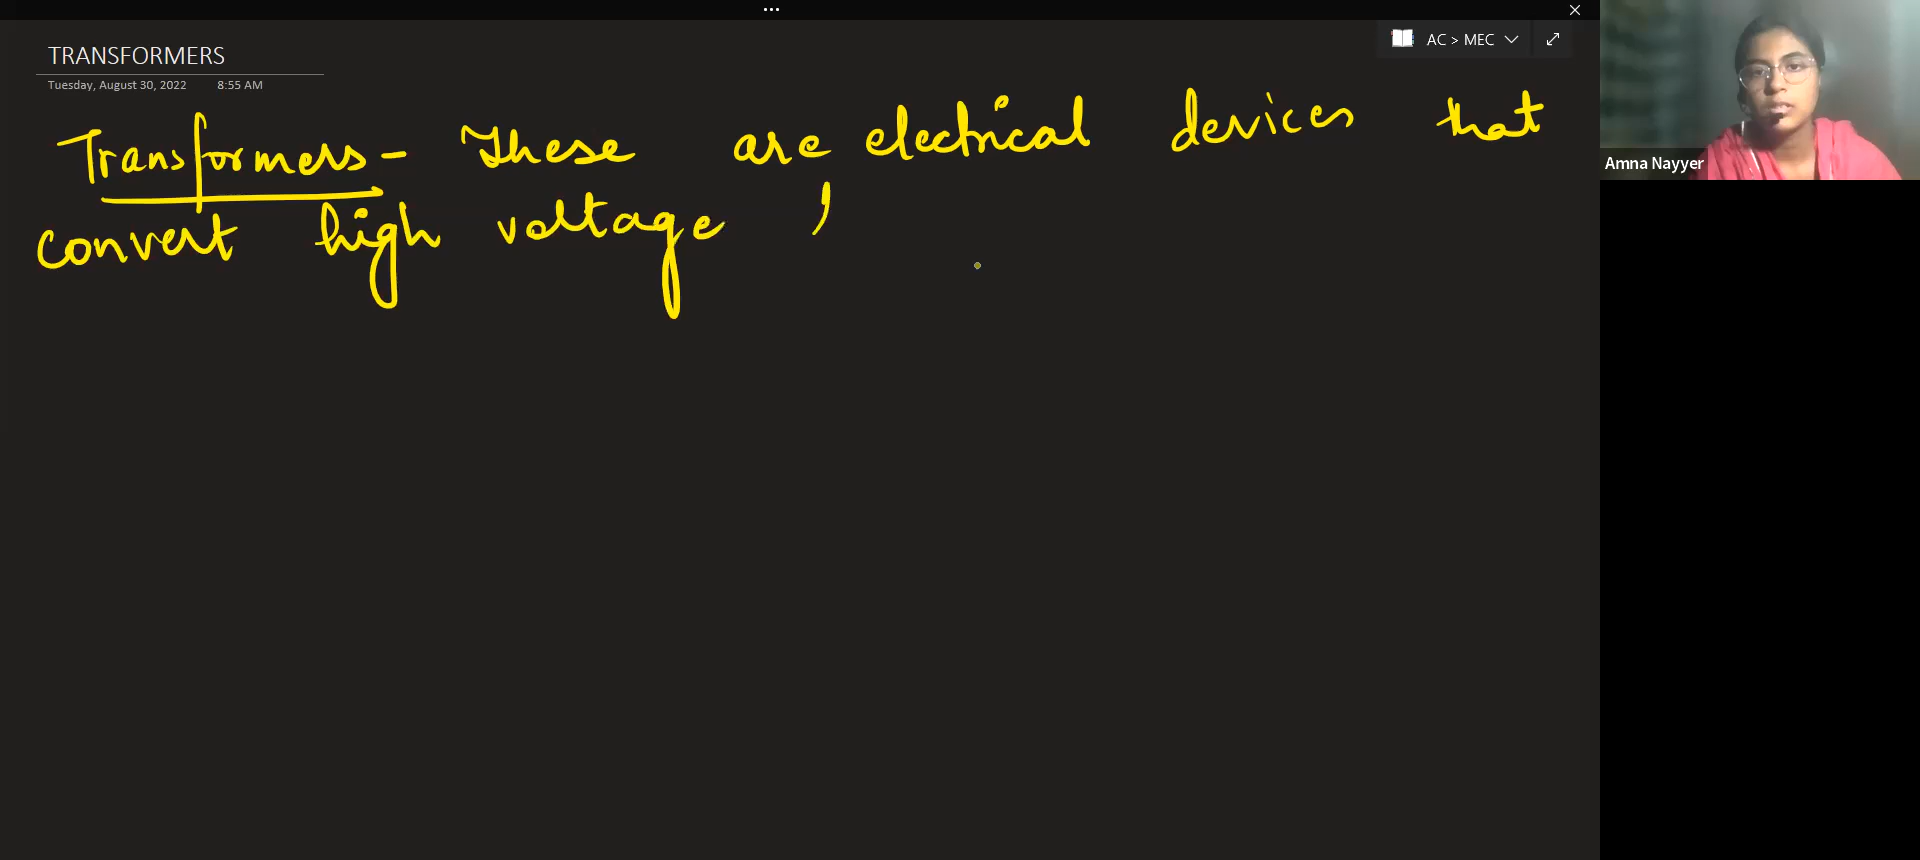 TRANSFORMERS
Tuesday, August 30, 2022 8:55 AM
AC > MEC
Amna Nayyer
Transformers - These are electrical devices that
convert high voltage ,